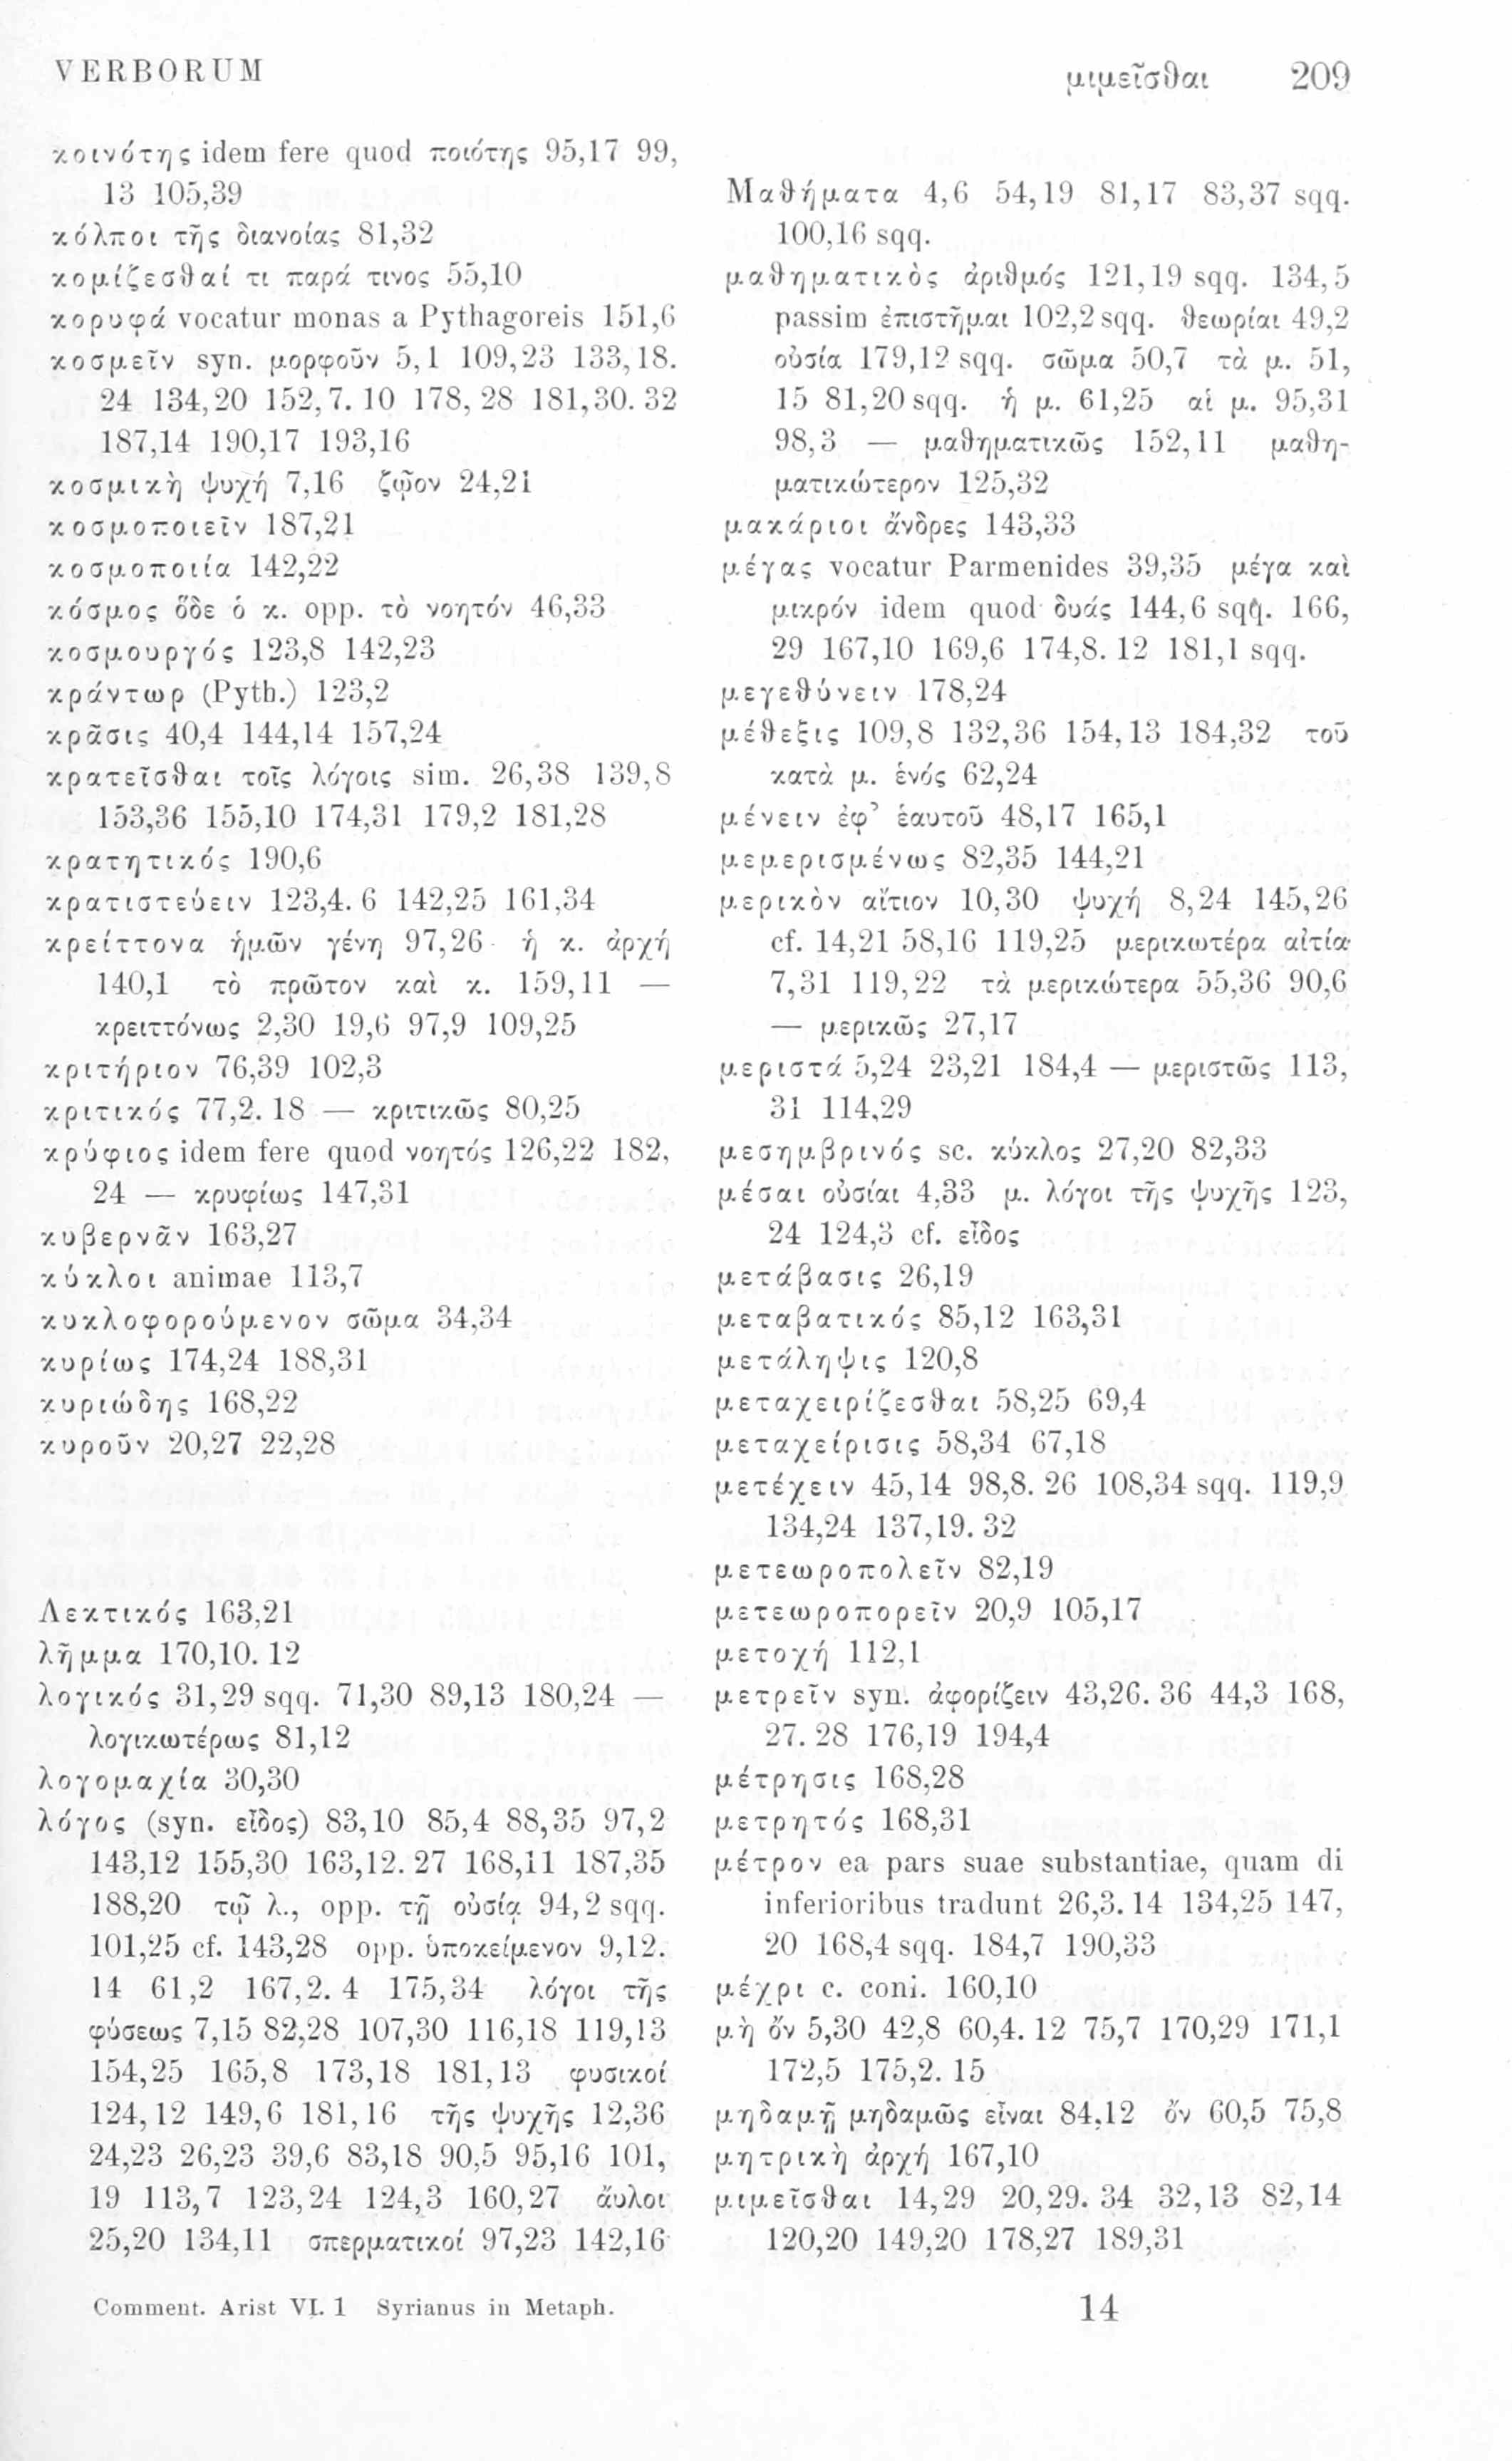 VERBORUM
μιμεῖσθαι 209
κοινότης idem fere quod ποιότης 95,17 99,
13 105,39
κόλποι τῆς διανοίας 81,32
κομίζεσθαί τι παρά τινος 55,10
κορυφά vocatur monas a Pythagoreis 151,6
κοσμεῖν syn. μορφοῦν 5,1 109,23 133,18.
24 134,20 152,7. 10 178,28 181,30. 32
187,14 190,17 193,16
κοσμικὴ ψυχή 7,16 ζῷον 24,21
κοσμοποιεῖν 187,21
κοσμοποιία 142,22
κόσμος ὅδε ὁ κ. opp. τὸ νοητόν 46,33
κοσμουργός 123,8 142,23
κράντωρ (Pyth.) 123,2
κρᾶσις 40,4 144,14 157,24
κρατεῖσθαι τοῖς λόγοις sim. 26,38 139,8
153,36 155,10 174,31 179,2 181,28
κρατητικός 190,6
κρατιστεύειν 123,4. 6 142,25 161,34
κρείττονα ἡμῶν γένη 97,26 ἡ κ. ἀρχή
140,1 τὸ πρῶτον καὶ κ. 159,11 —
κρειττόνως 2,30 19,6 97,9 109,25
κριτήριον 76,39 102,3
κριτικός 77,2. 18 — κριτικῶς 80,25
κρύφιος idem fere quod νοητός 126,22 182,
24 — κρυφίως 147,31
κυβερνᾶν 163,27
κύκλοι animae 113,7
κυκλοφορούμενον σῶμα 34,34
κυρίως 174,24 188,31
κυριώδης 168,22
κυροῦν 20,27 22,28
Λεκτικός 163,21
λῆμμα 170,10. 12
λογικός 31,29 sqq. 71,30 89,13 180,24 —
λογικωτέρως 81,12
λογομαχία 30,30
λόγος (syn. εἶδος) 83,10 85,4 88,35 97,2
143,12 155,30 163,12. 27 168,11 187,35
188,20 τῷ λ., opp. τῇ οὐσίᾳ 94,2 sqq.
101,25 cf. 143,28 opp. ὑποκείμενον 9,12.
14 61,2 167,2. 4 175,34 λόγοι τῆς
φύσεως 7,15 82,28 107,30 116,18 119,13
154,25 165,8 173,18 181,13 φυσικοί
124,12 149,6 181,16 τῆς ψυχῆς 12,36
24,23 26,23 39,6 83,18 90,5 95,16 101,
19 113,7 123,24 124,3 160,27 ἄυλοι
25,20 134,11 σπερματικοί 97,23 142,16
Μαθήματα 4,6 54,19 81,17 83,37 sqq.
100,16 sqq.
μαθηματικὸς ἀριθμός 121,19 sqq. 134,5
passim ἐπιστῆμαι 102,2 sqq. θεωρίαι 49,2
οὐσία 179,12 sqq. σῶμα 50,7 τὰ μ. 51,
15 81,20 sqq. ἡ μ. 61,25 αἱ μ. 95,31
98,3 — μαθηματικῶς 152,11 μαθη-
ματικώτερον 125,32
μακάριοι ἄνδρες 143,33
μέγας vocatur Parmenides 39,35 μέγα καὶ
μικρόν idem quod δυάς 144,6 sqq. 166,
29 167,10 169,6 174,8. 12 181,1 sqq.
μεγεθύνειν 178,24
μέθεξις 109,8 132,36 154,13 184,32 τοῦ
κατὰ μ. ἑνός 62,24
μένειν ἐφ’ ἑαυτοῦ 48,17 165,1
μεμερισμένως 82,35 144,21
μερικὸν αἴτιον 10,30 ψυχή 8,24 145,26
cf. 14,21 58,16 119,25 μερικωτέρα αἰτία
7,31 119,22 τὰ μερικώτερα 55,36 90,6
— μερικῶς 27,17
μεριστά 5,24 23,21 184,4 — μεριστῶς 113,
31 114,29
μεσημβρινός sc. κύκλος 27,20 82,33
μέσαι οὐσίαι 4,33 μ. λόγοι τῆς ψυχῆς 123,
24 124,3 cf. εἶδος
μετάβασις 26,19
μεταβατικός 85,12 163,31
μετάληψις 120,8
μεταχειρίζεσθαι 58,25 69,4
μεταχείρισις 58,34 67,18
μετέχειν 45,14 98,8. 26 108,34 sqq. 119,9
134,24 137,19. 32
μετεωροπολεῖν 82,19
μετεωροπορεῖν 20,9 105,17
μετοχή 112,1
μετρεῖν syn. ἀφορίζειν 43,26. 36 44,3 168,
27. 28 176,19 194,4
μέτρησις 168,28
μετρητός 168,31
μέτρον ea pars suae substantiae, quam di
inferioribus tradunt 26,3. 14 134,25 147,
20 168,4 sqq. 184,7 190,33
μέχρι c. coni. 160,10
μὴ ὄν 5,30 42,8 60,4. 12 75,7 170,29 171,1
172,5 175,2. 15
μηδαμῇ μηδαμῶς εἶναι 84,12 ὄν 60,5 75,8
μητρικὴ ἀρχή 167,10
μιμεῖσθαι 14,29 20,29. 34 32,13 82,14
120,20 149,20 178,27 189,31
Comment. Arist VI. 1 Syrianus in Metaph.
14